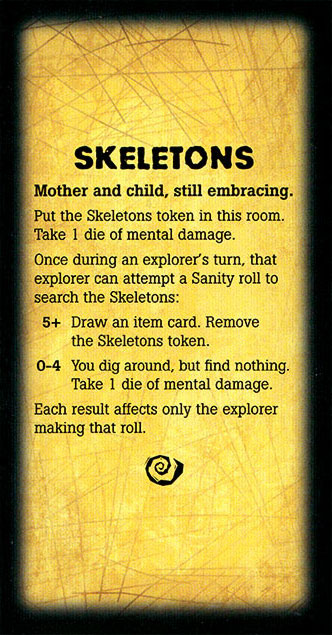 SKELETONS
Mother and child, still embracing.
Put the Skeletons token in this room.
Take 1 die of mental damage.
Once during an explorer's turn, that
explorer can attempt a Sanity roll to
search the Skeletons:
5+ Draw an item card. Remove
the Skeletons token.
0–4 You dig around, but find nothing.
Take 1 die of mental damage.
Each result affects only the explorer
making that roll.